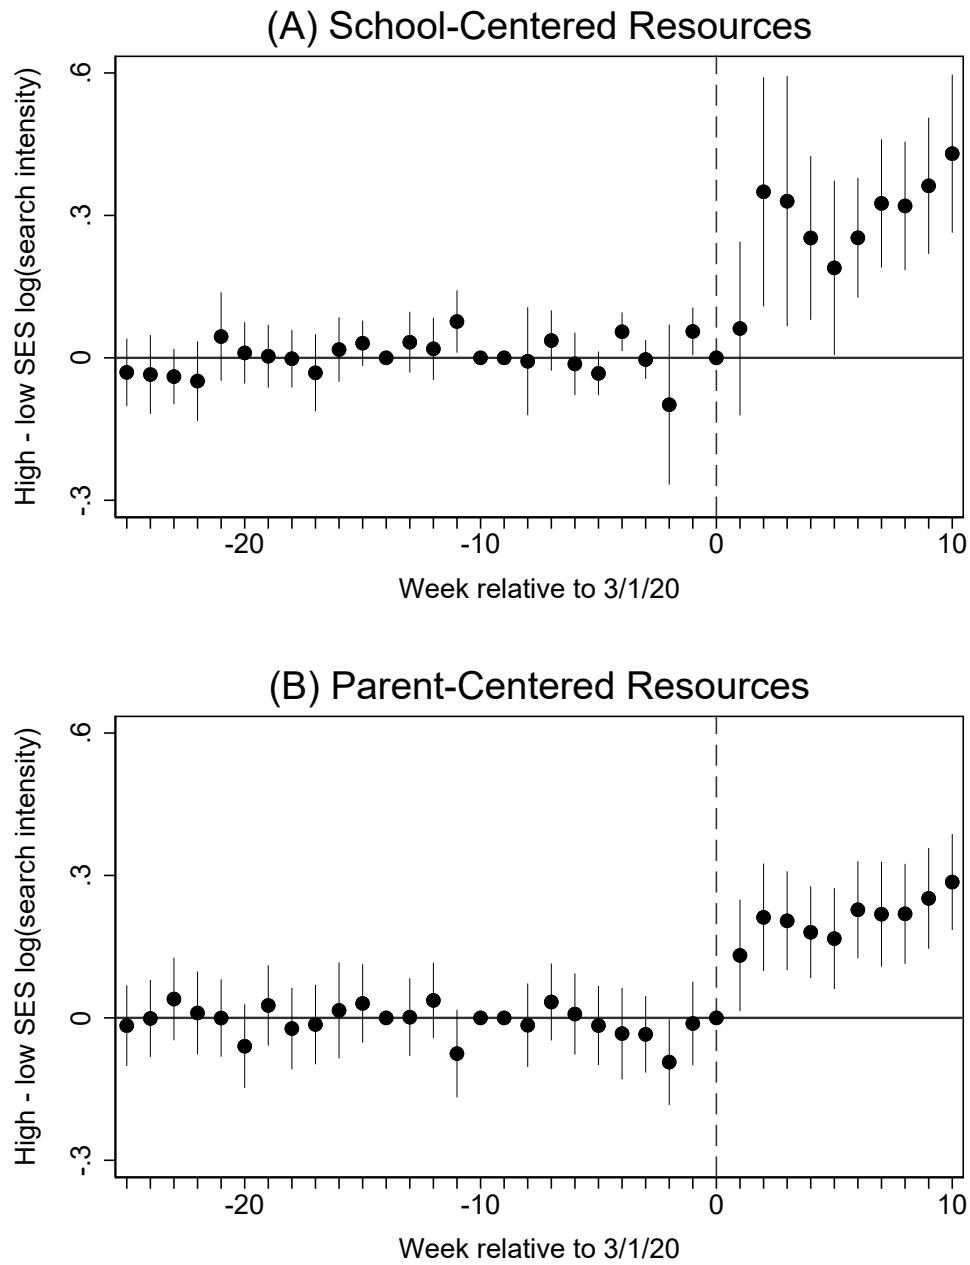 (A) School-Centered Resources
High - low SES log(search intensity)
.6
.3
0
-.3
-20 -10 0 10
Week relative to 3/1/20
(B) Parent-Centered Resources
High - low SES log(search intensity)
.6
.3
0
-.3
-20 -10 0 10
Week relative to 3/1/20